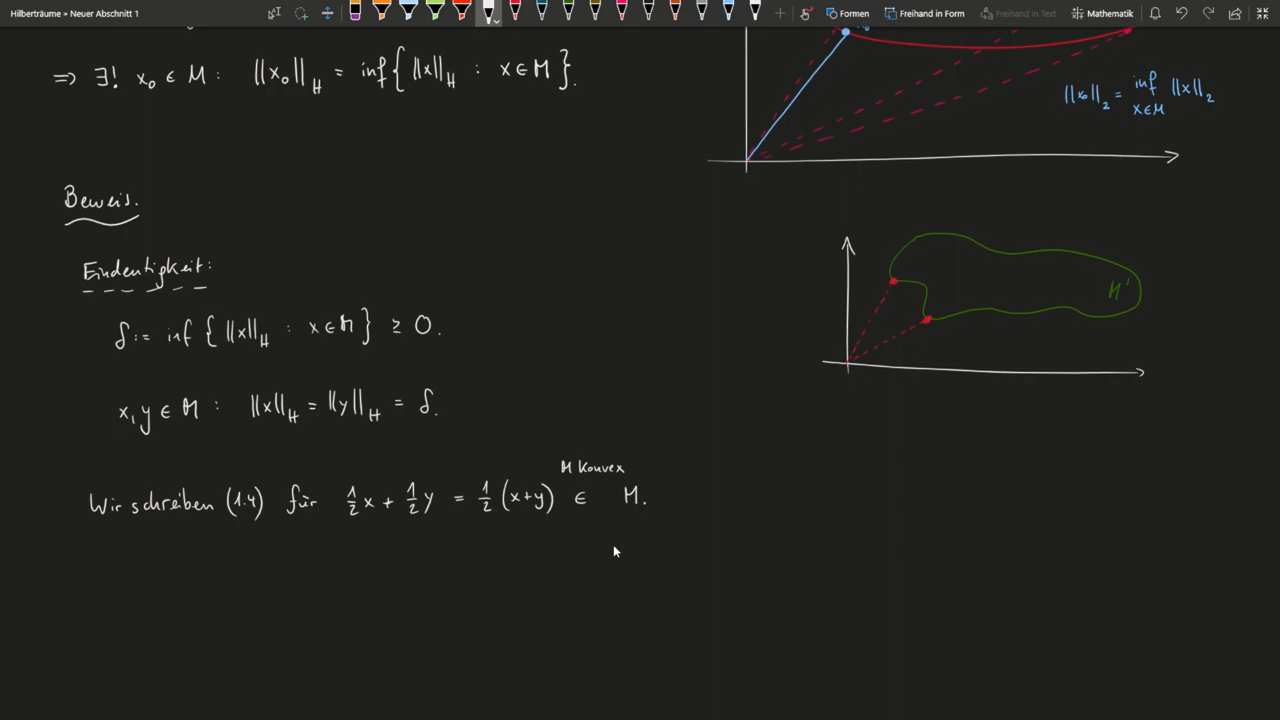 Hilberträume » Neuer Abschnitt 1
Formen
Freihand in Form
Freihand in Text
Mathematik
=> ∃! x₀ ∈ M : ||x₀||_H = inf{ ||x||_H : x ∈ M }.
||x₀||₂ = inf_{x∈M} ||x||₂
Beweis.
Eindeutigkeit:
M'
δ := inf { ||x||_H : x ∈ M } ≥ 0.
x, y ∈ M : ||x||_H = ||y||_H = δ.
M konvex
Wir schreiben (1.4) für ½x + ½y = ½(x+y) ∈ M.